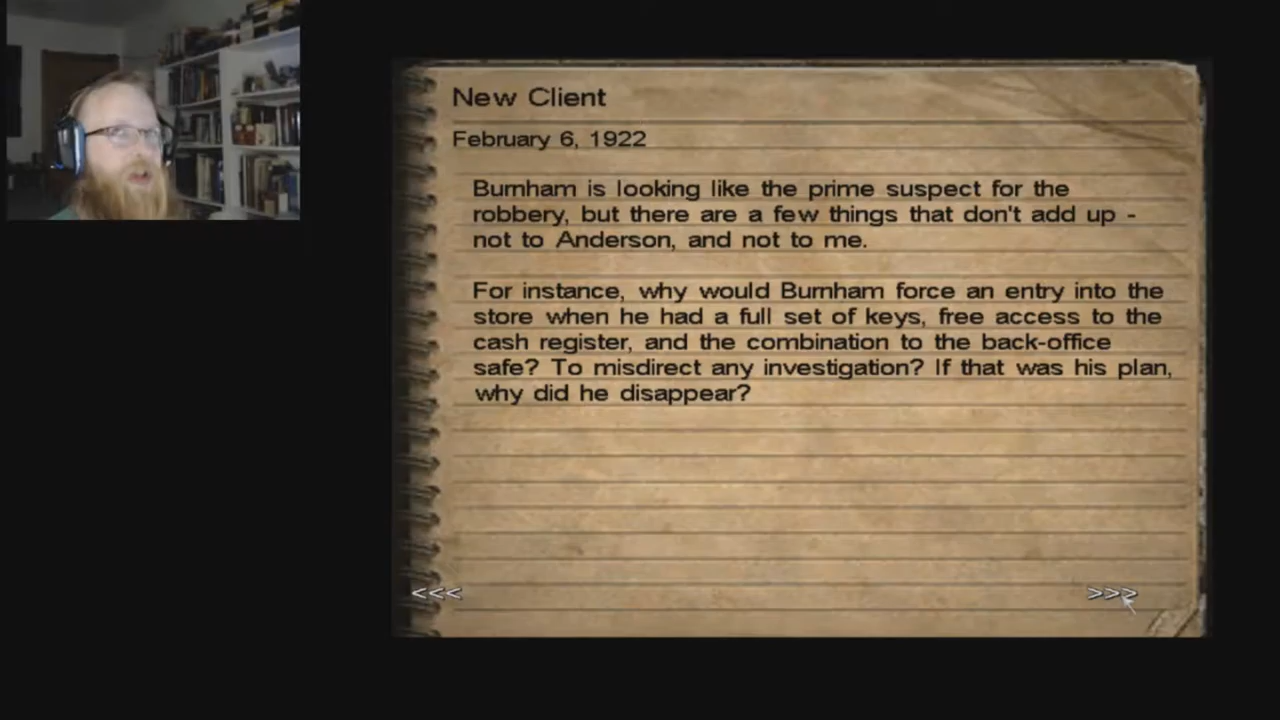 New Client
February 6, 1922
Burnham is looking like the prime suspect for the
robbery, but there are a few things that don't add up -
not to Anderson, and not to me.
For instance, why would Burnham force an entry into the
store when he had a full set of keys, free access to the
cash register, and the combination to the back-office
safe? To misdirect any investigation? If that was his plan,
why did he disappear?
<<< >>>